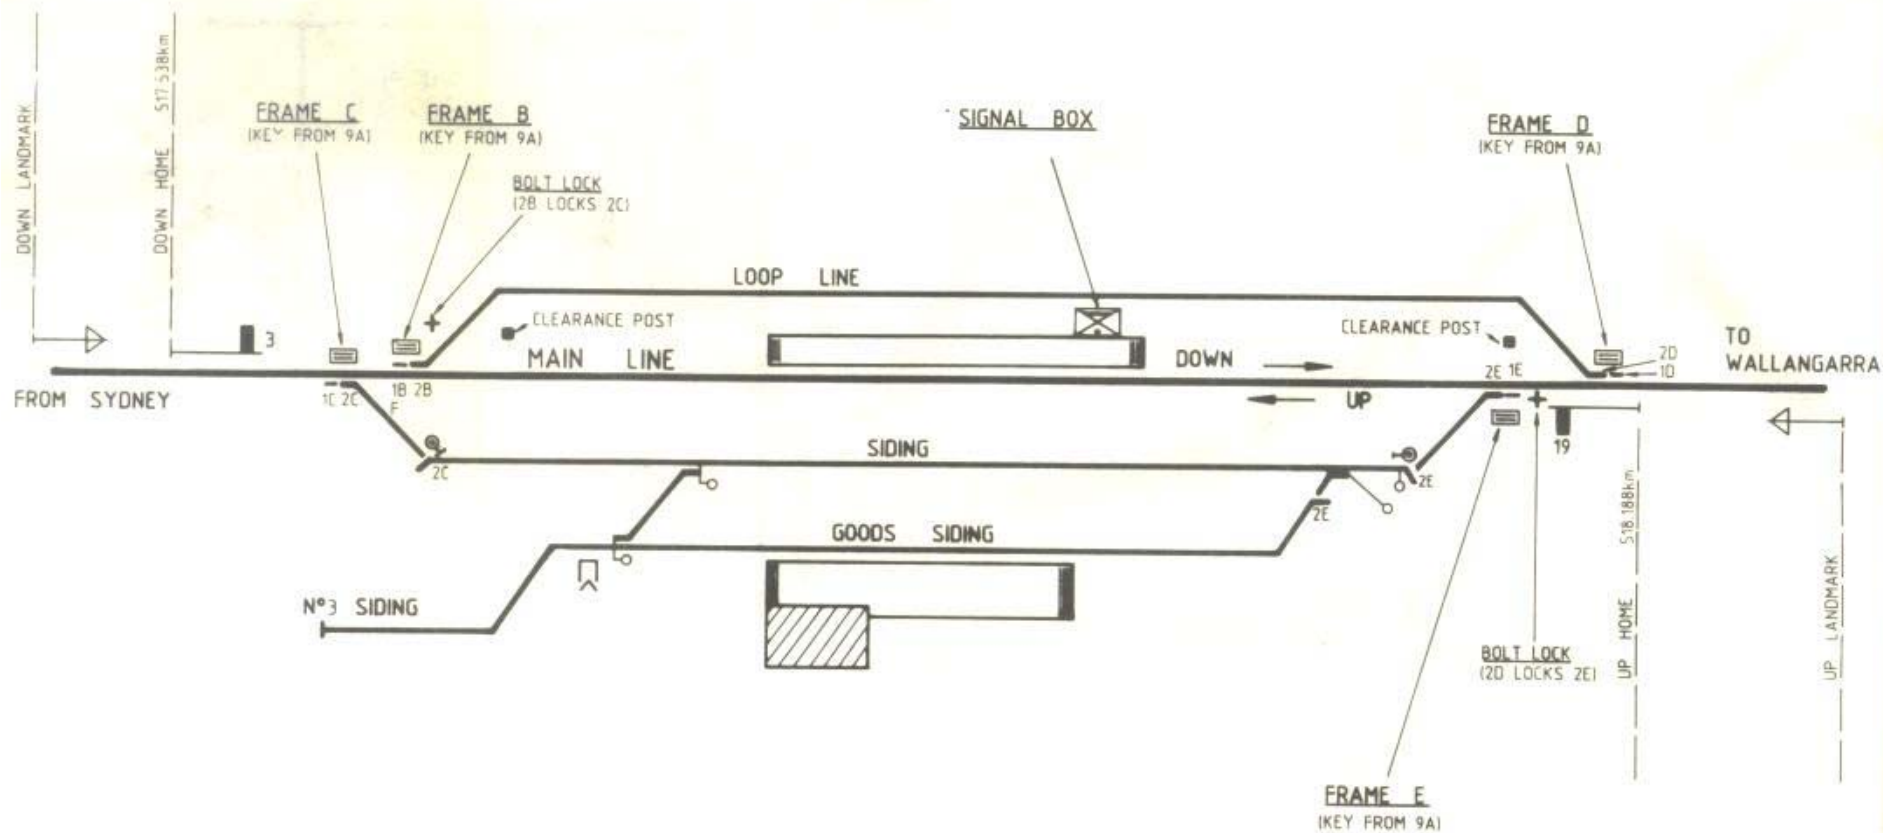 DOWN LANDMARK
DOWN HOME 517.538km
FRAME C
(KEY FROM 9A)
FRAME B
(KEY FROM 9A)
BOLT LOCK
(2B LOCKS 2C)
SIGNAL BOX
FRAME D
(KEY FROM 9A)
LOOP LINE
3
CLEARANCE POST
CLEARANCE POST
MAIN LINE
DOWN
2E 1E
2D
1D
TO
WALLANGARRA
FROM SYDNEY
1C 2C
1B 2B
F
UP
19
SIDING
2C
2E
2E
GOODS SIDING
Nº3 SIDING
BOLT LOCK
(2D LOCKS 2E)
UP HOME 518.188km
UP LANDMARK
FRAME E
(KEY FROM 9A)